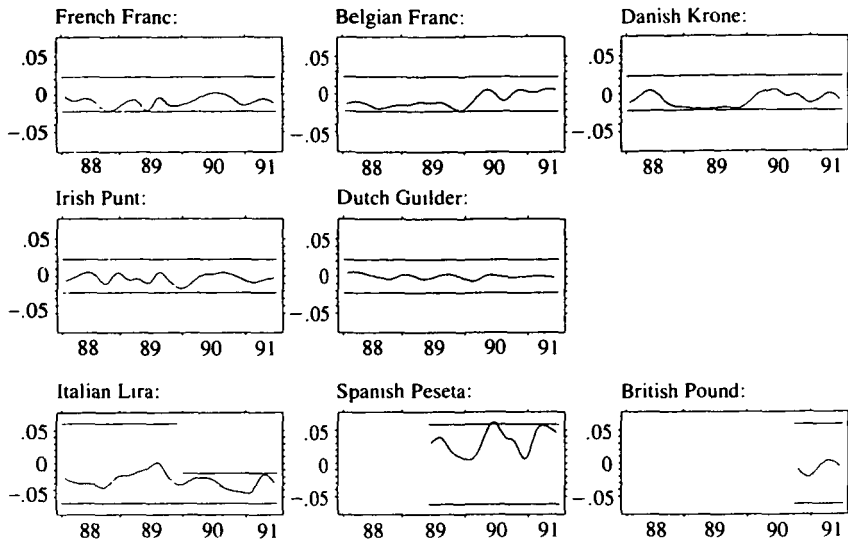 French Franc: Belgian Franc: Danish Krone:
.05 .05 .05
0 0 0
−.05 −.05 −.05
88 89 90 91 88 89 90 91 88 89 90 91
Irish Punt: Dutch Guilder:
.05 .05
0 0
−.05 −.05
88 89 90 91 88 89 90 91
Italian Lira: Spanish Peseta: British Pound:
.05 .05 .05
0 0 0
−.05 −.05 −.05
88 89 90 91 88 89 90 91 88 89 90 91